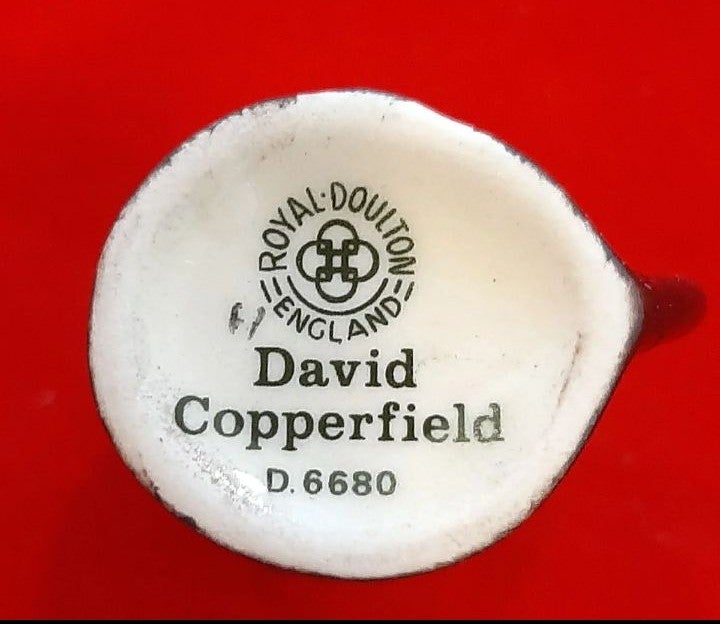 ROYAL·DOULTON
ENGLAND
David
Copperfield
D. 6680